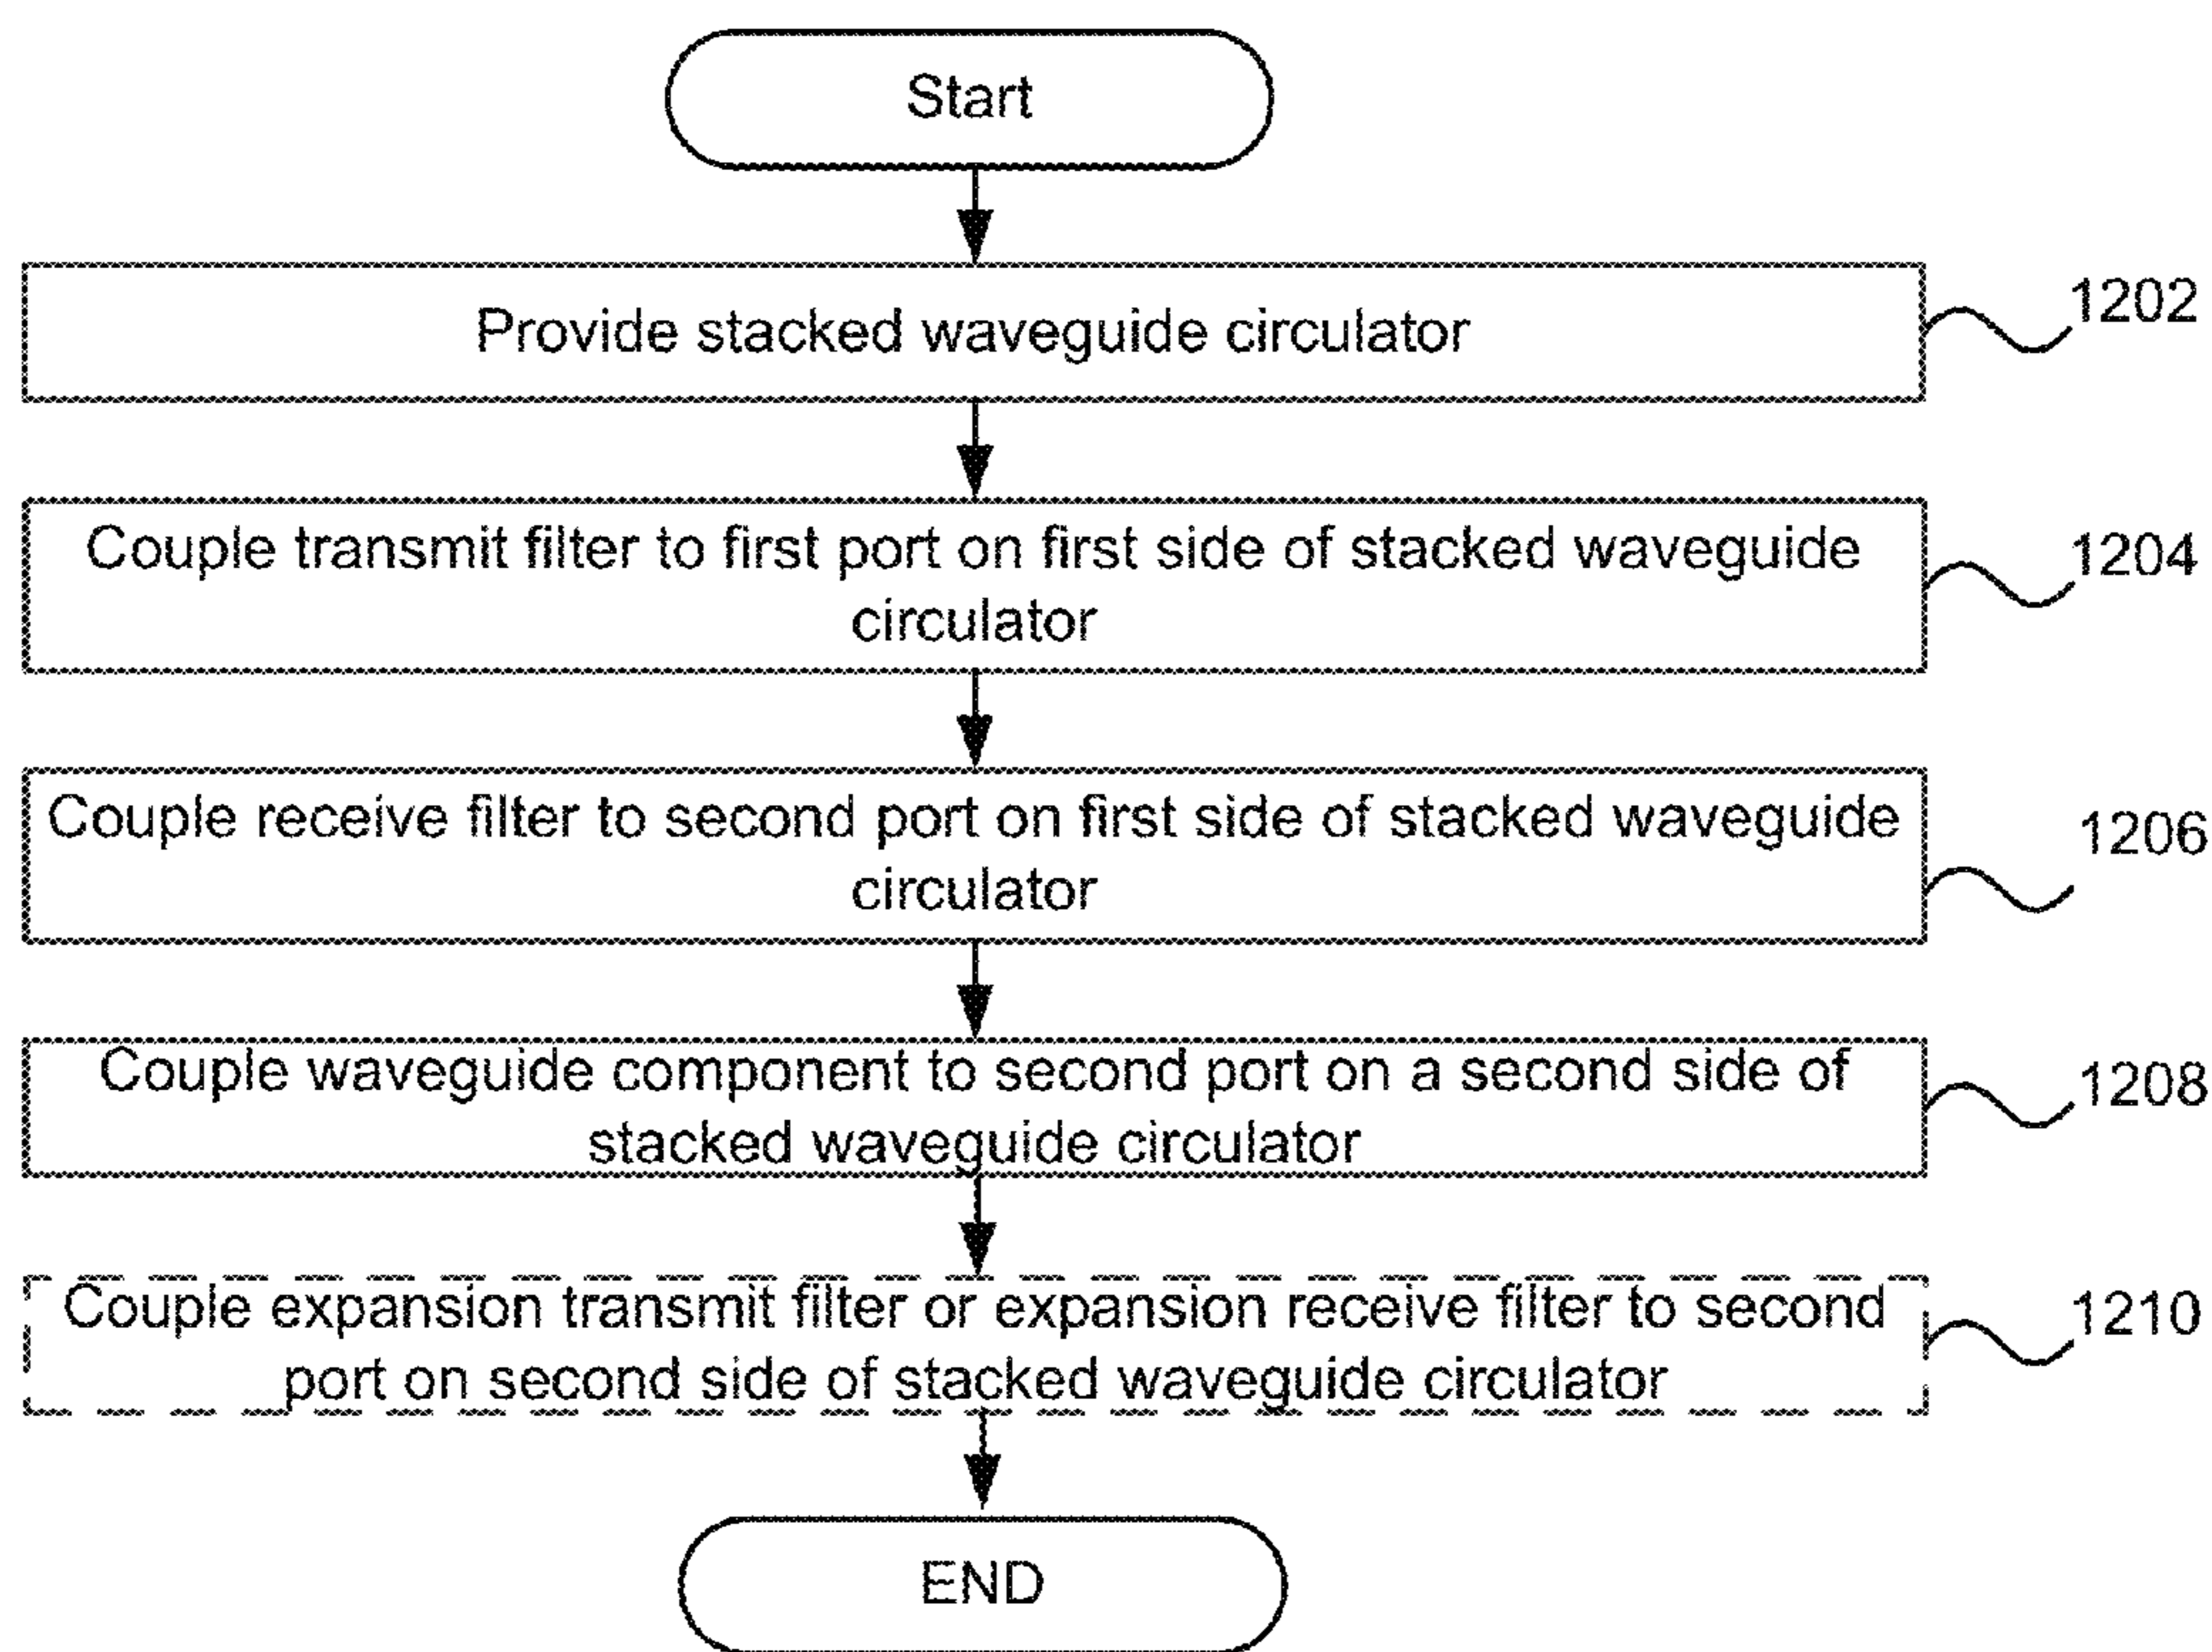 Start
Provide stacked waveguide circulator
1202
Couple transmit filter to first port on first side of stacked waveguide
circulator
1204
Couple receive filter to second port on first side of stacked waveguide
circulator
1206
Couple waveguide component to second port on a second side of
stacked waveguide circulator
1208
Couple expansion transmit filter or expansion receive filter to second
port on second side of stacked waveguide circulator
1210
END